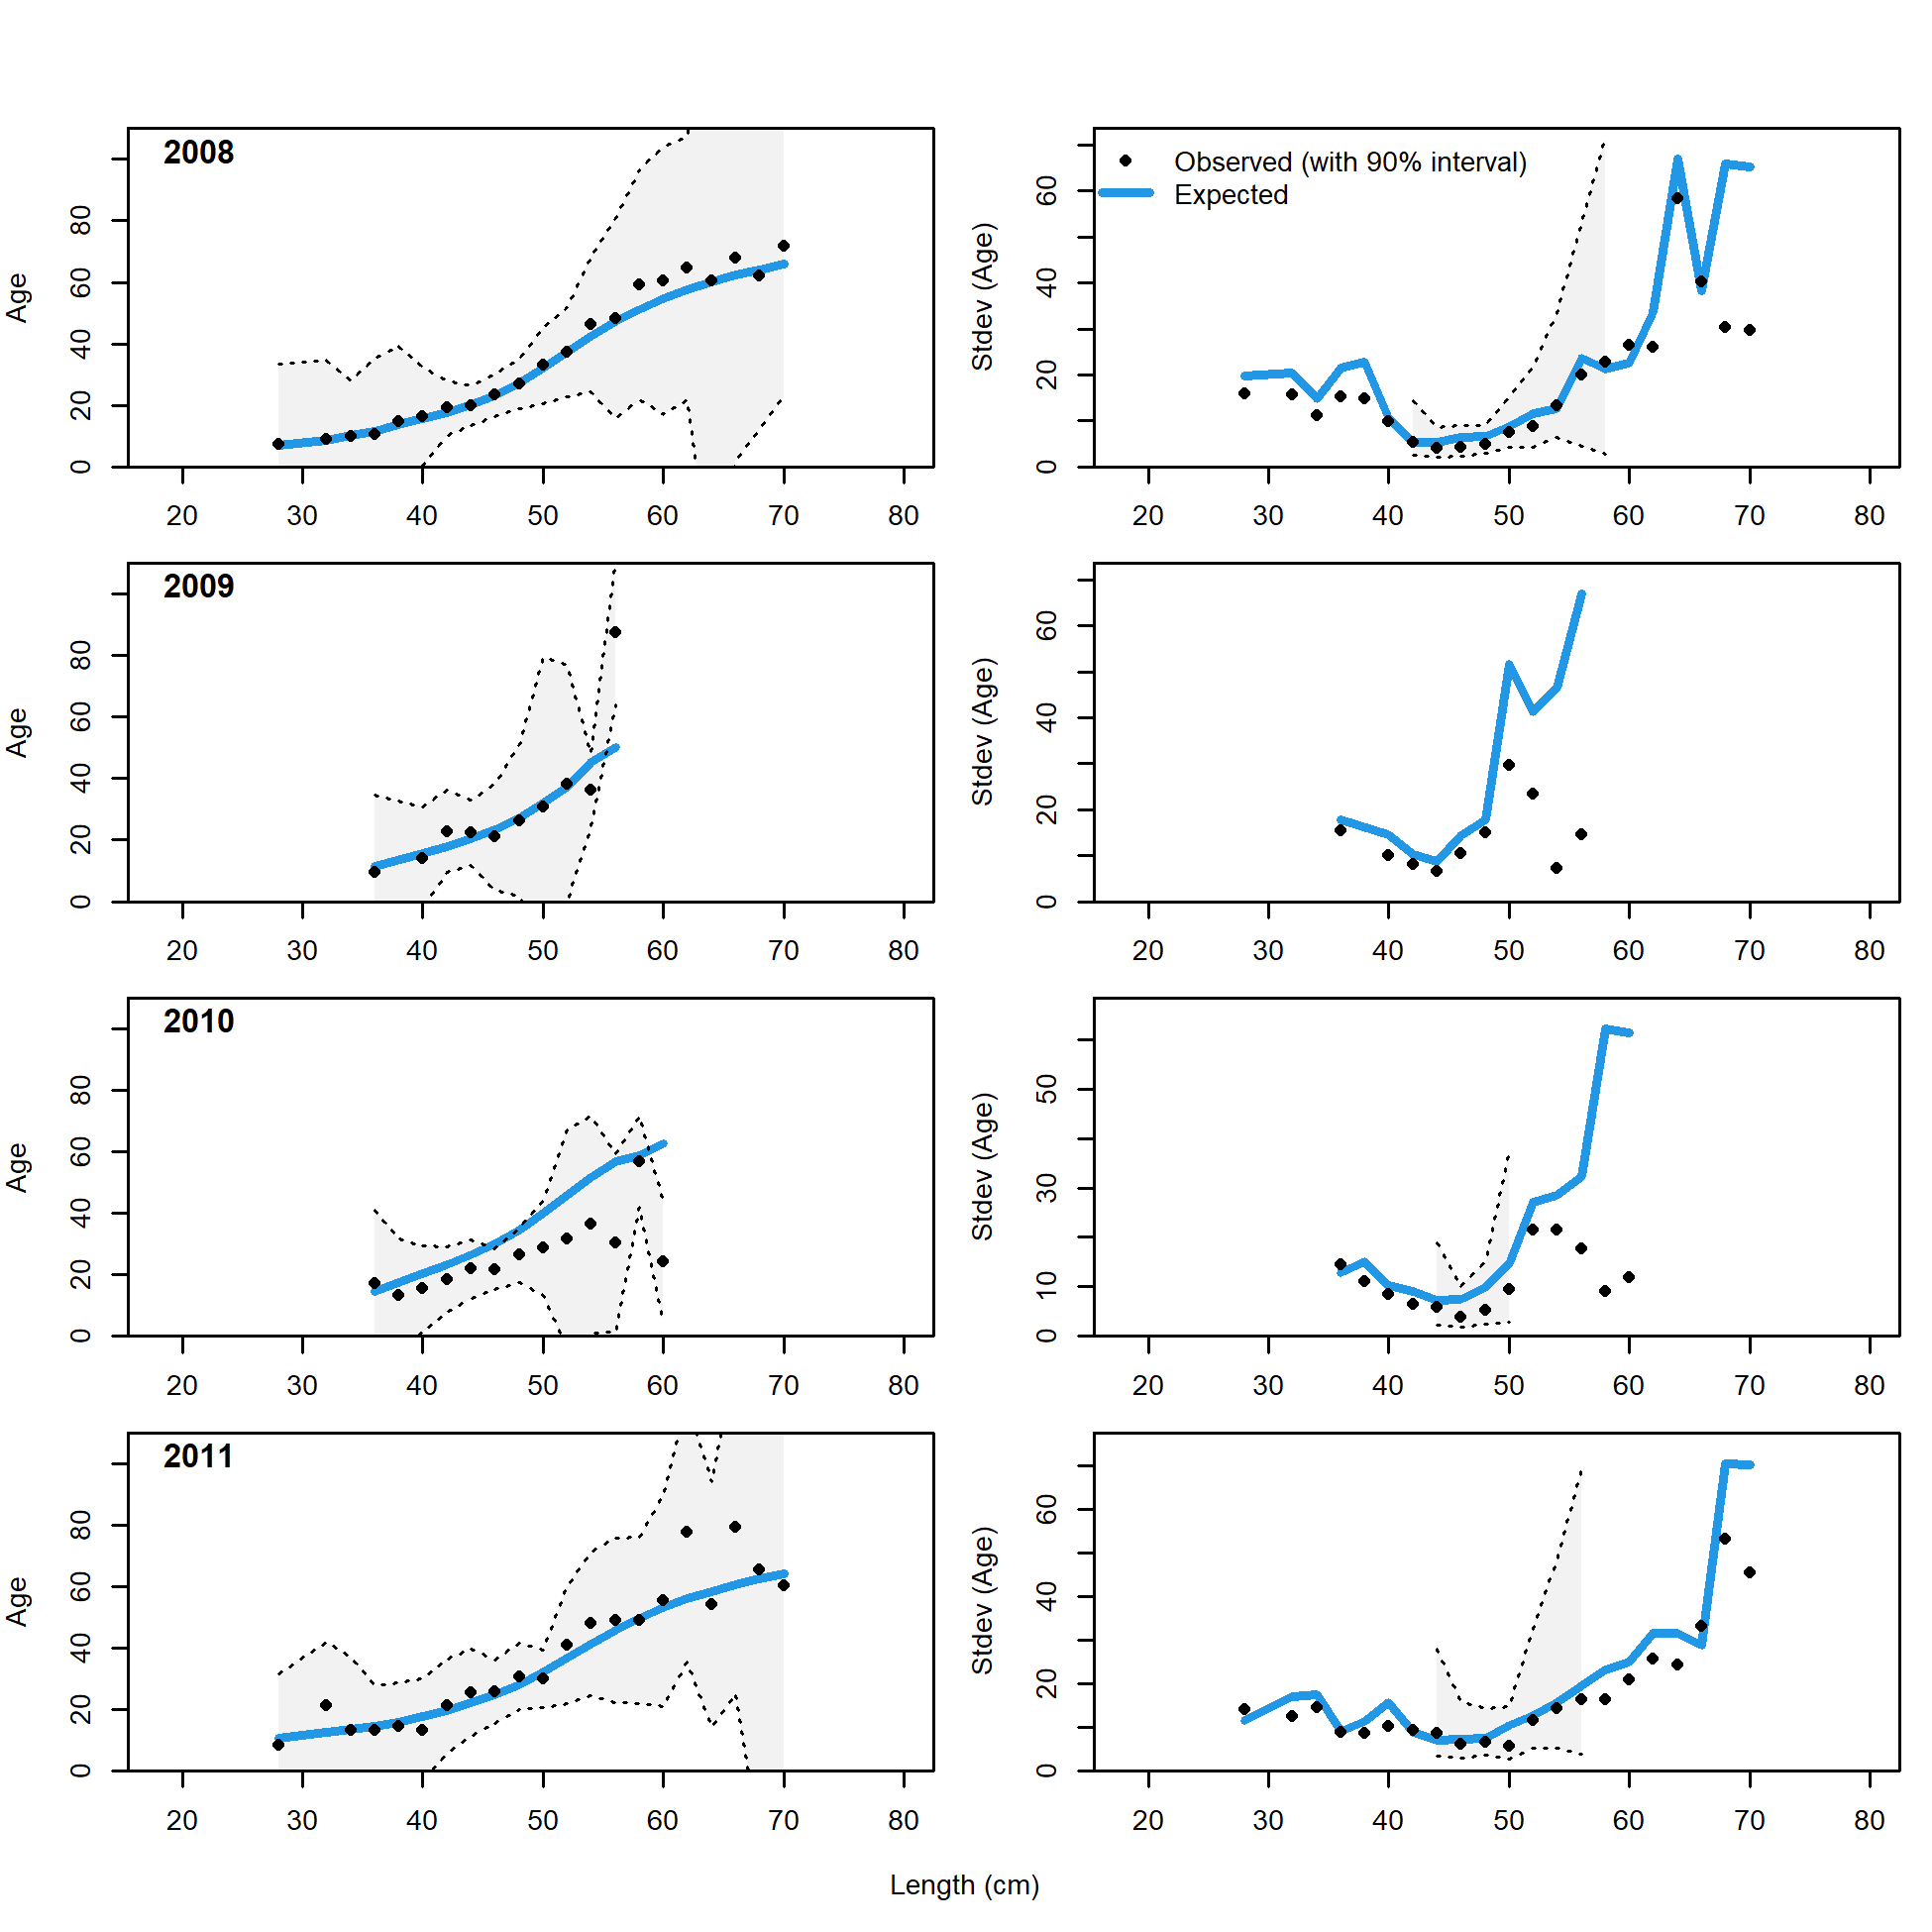 2008
Age
0 20 40 60 80
20 30 40 50 60 70 80
Observed (with 90% interval)
Expected
Stdev (Age)
0 20 40 60
20 30 40 50 60 70 80
2009
Age
0 20 40 60 80
20 30 40 50 60 70 80
Stdev (Age)
0 20 40 60
20 30 40 50 60 70 80
2010
Age
0 20 40 60 80
20 30 40 50 60 70 80
Stdev (Age)
0 10 30 50
20 30 40 50 60 70 80
2011
Age
0 20 40 60 80
20 30 40 50 60 70 80
Stdev (Age)
0 20 40 60
20 30 40 50 60 70 80
Length (cm)